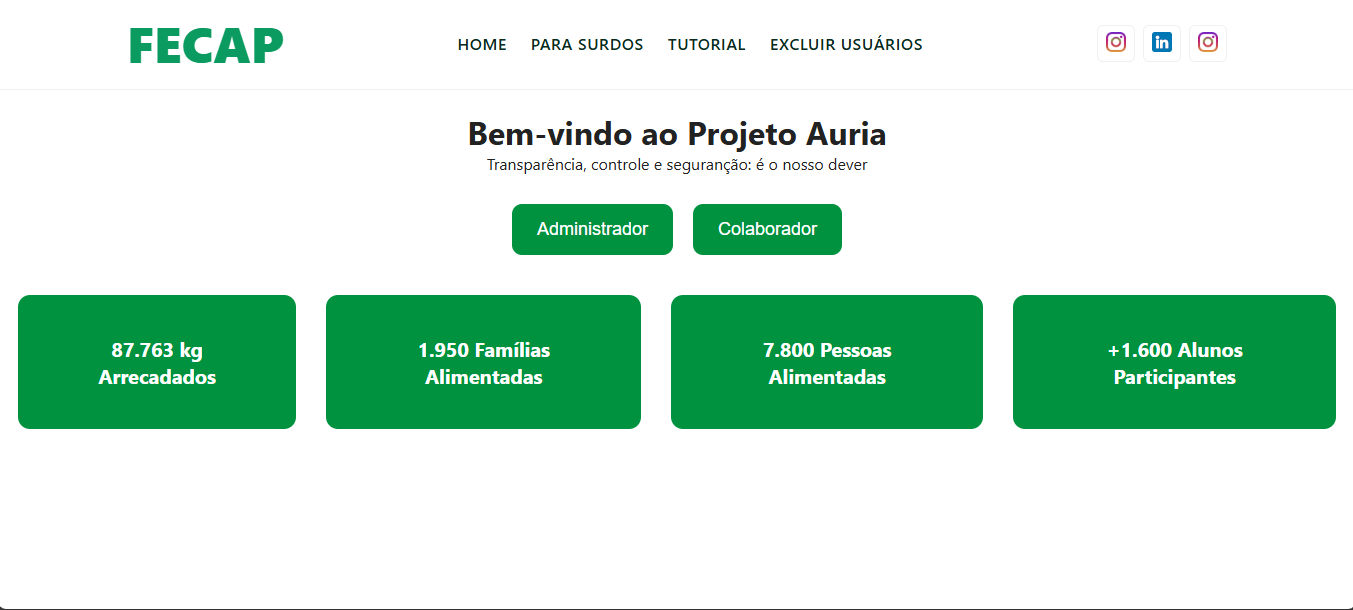 FECAP
HOME PARA SURDOS TUTORIAL EXCLUIR USUÁRIOS
in
Bem-vindo ao Projeto Auria
Transparência, controle e segurançäo: é o nosso dever
Administrador Colaborador
87.763 kg
Arrecadados
1.950 Famílias
Alimentadas
7.800 Pessoas
Alimentadas
+1.600 Alunos
Participantes